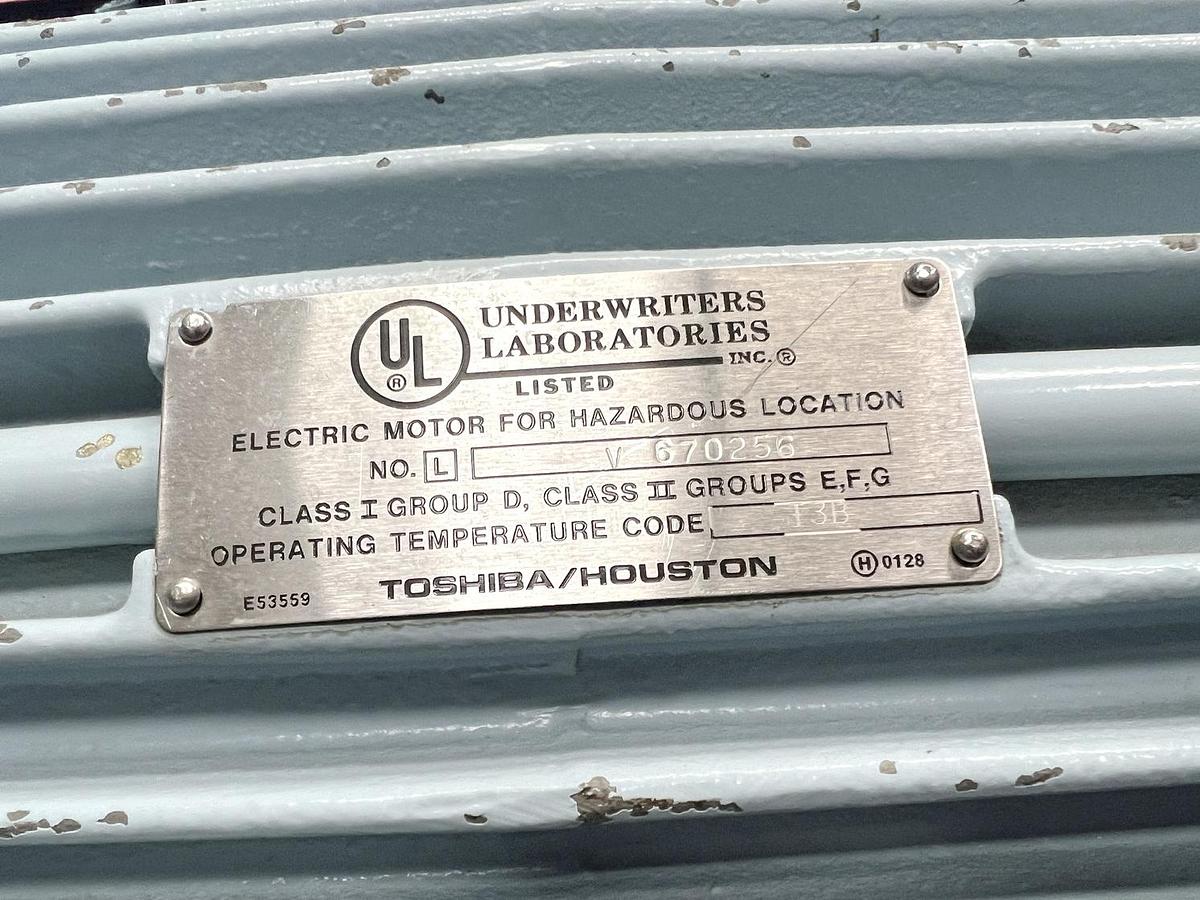 UL ®
UNDERWRITERS
LABORATORIES
INC.®
LISTED
ELECTRIC MOTOR FOR HAZARDOUS LOCATION
NO. L V 670256
CLASS I GROUP D, CLASS II GROUPS E,F,G
OPERATING TEMPERATURE CODE T3B
TOSHIBA/HOUSTON
E53559
H 0128